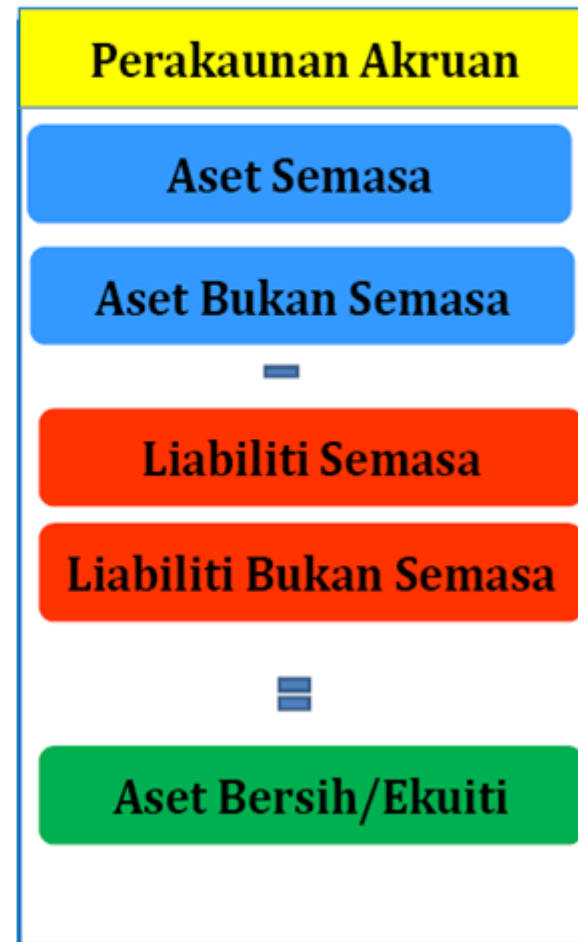 Perakaunan Akruan
Aset Semasa
Aset Bukan Semasa
Liabiliti Semasa
Liabiliti Bukan Semasa
Aset Bersih/Ekuiti